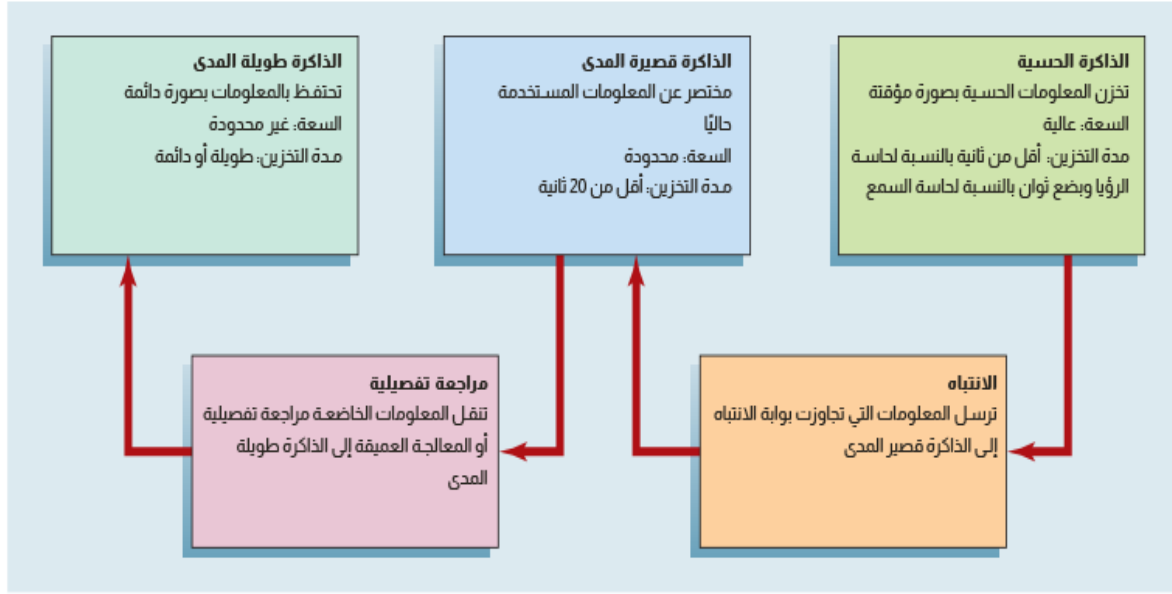 الذاكرة الحسية
تخزن المعلومات الحسية بصورة مؤقتة
السعة: عالية
مدة التخزين: أقل من ثانية بالنسبة لحاسة
الرؤيا وبضع ثوان بالنسبة لحاسة السمع
الذاكرة قصيرة المدى
مختصر عن المعلومات المستخدمة
حاليًا
السعة: محدودة
مدة التخزين: أقل من 20 ثانية
الذاكرة طويلة المدى
تحتفظ بالمعلومات بصورة دائمة
السعة: غير محدودة
مدة التخزين: طويلة أو دائمة
الانتباه
ترسل المعلومات التي تجاوزت بوابة الانتباه
إلى الذاكرة قصير المدى
مراجعة تفصيلية
تنقل المعلومات الخاضعة مراجعة تفصيلية
أو المعالجة العميقة إلى الذاكرة طويلة
المدى